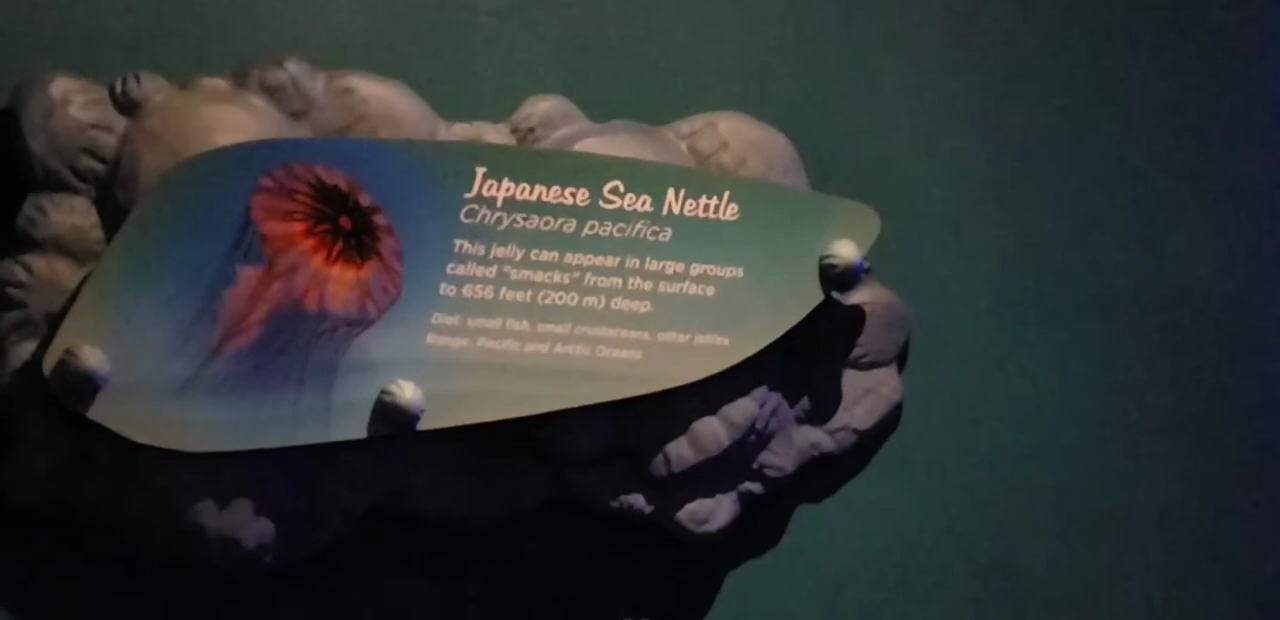 Japanese Sea Nettle
Chrysaora pacifica
This jelly can appear in large groups
called "smacks" from the surface
to 656 feet (200 m) deep.
Diet: small fish, small crustaceans, other jellies
Range: Pacific and Arctic Oceans